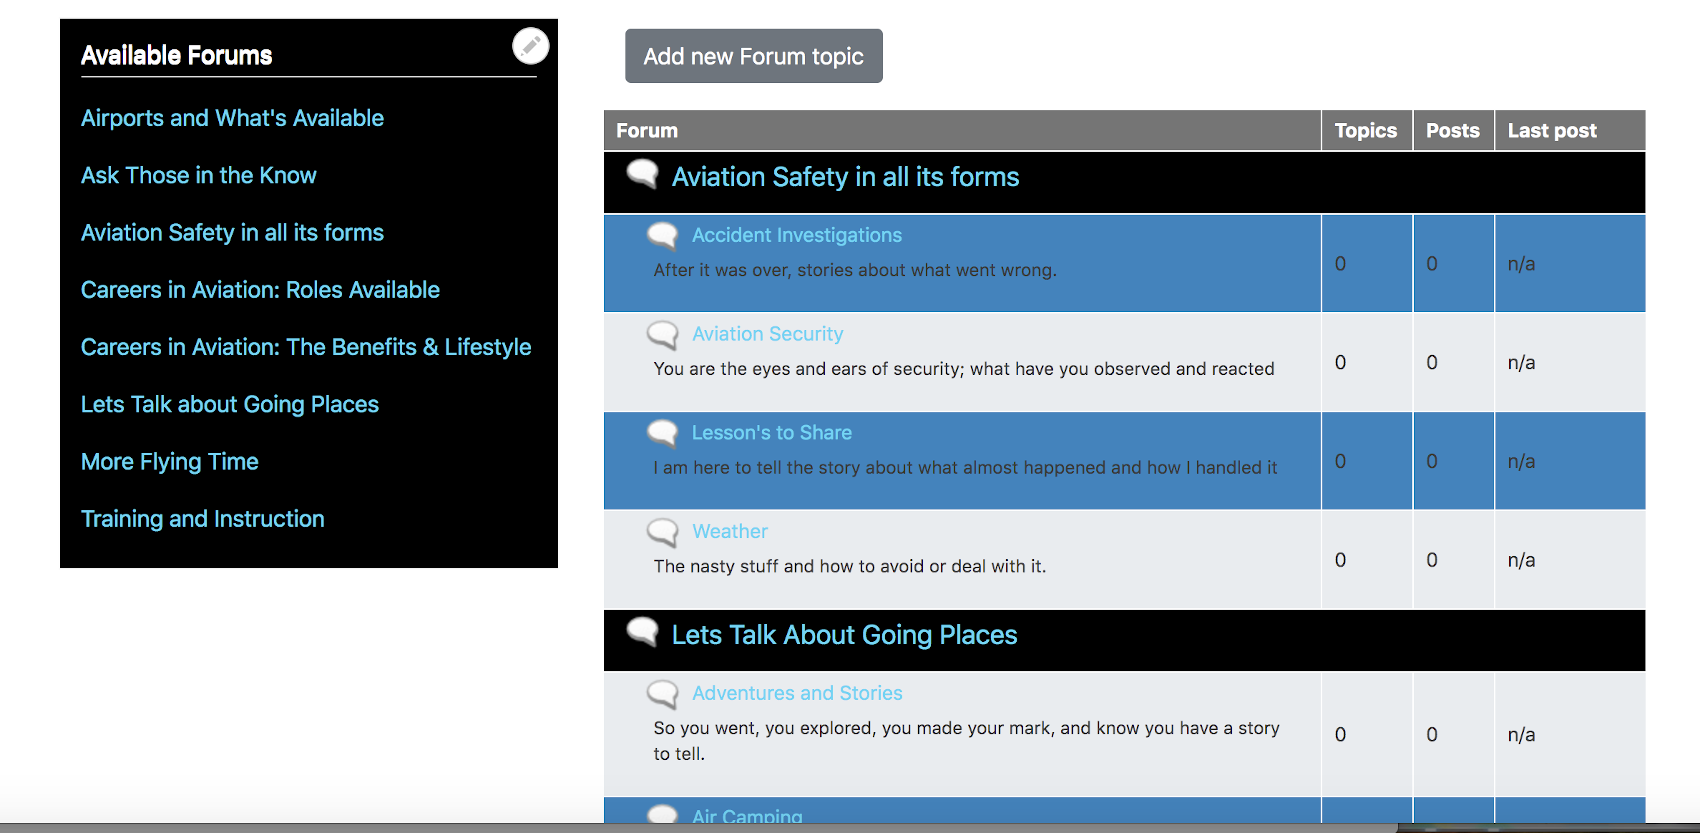 Available Forums
Airports and What's Available
Ask Those in the Know
Aviation Safety in all its forms
Careers in Aviation: Roles Available
Careers in Aviation: The Benefits & Lifestyle
Lets Talk about Going Places
More Flying Time
Training and Instruction
Add new Forum topic
Forum Topics Posts Last post
Aviation Safety in all its forms
Accident Investigations
After it was over, stories about what went wrong.
0 0 n/a
Aviation Security
You are the eyes and ears of security; what have you observed and reacted
0 0 n/a
Lesson's to Share
I am here to tell the story about what almost happened and how I handled it
0 0 n/a
Weather
The nasty stuff and how to avoid or deal with it.
0 0 n/a
Lets Talk About Going Places
Adventures and Stories
So you went, you explored, you made your mark, and know you have a story
to tell.
0 0 n/a
Air Camping